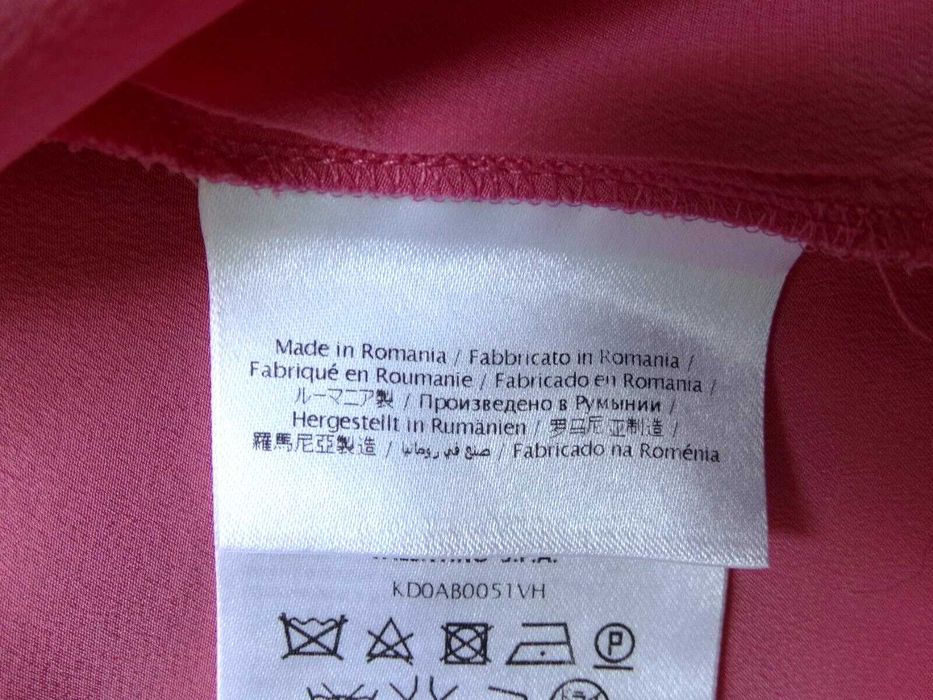 Made in Romania / Fabbricato in Romania /
Fabriqué en Roumanie / Fabricado en Romania /
ルーマニア製 / Произведено в Румынии /
Hergestellt in Rumänien / 罗马尼亚制造 /
羅馬尼亞製造 / صنع في رومانيا / Fabricado na Roménia
VALENTINO S.P.A.
KD0AB0051VH
P